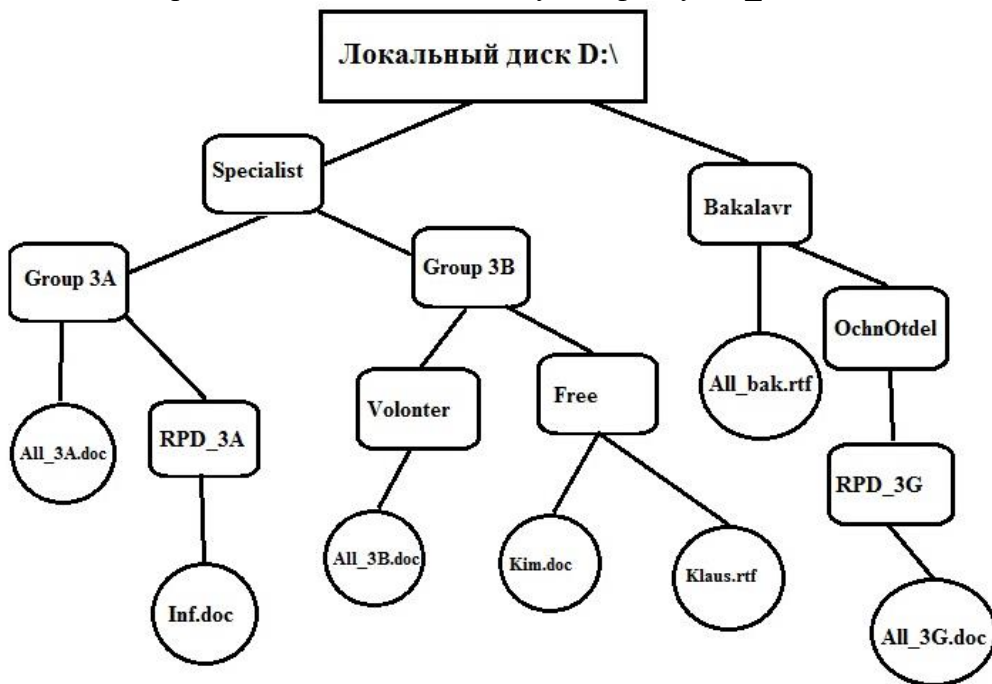 Локальный диск D:\
Specialist
Bakalavr
Group 3A
Group 3B
OchnOtdel
All_bak.rtf
Volonter
Free
All_3A.doc
RPD_3A
RPD_3G
All_3B.doc
Kim.doc
Klaus.rtf
Inf.doc
All_3G.doc